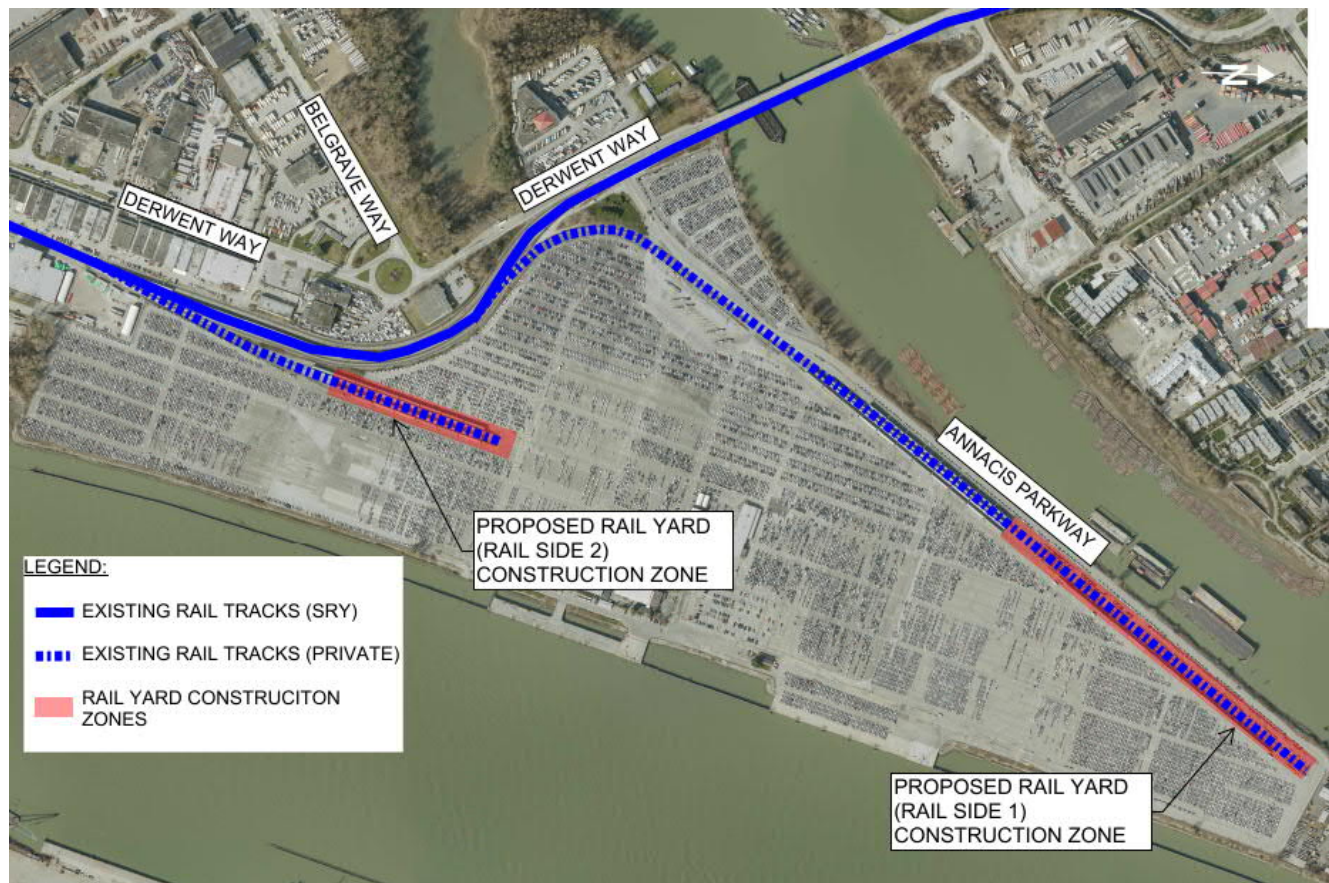 DERWENT WAY
BELGRAVE WAY
DERWENT WAY
N
ANNACIS PARKWAY
PROPOSED RAIL YARD
(RAIL SIDE 2)
CONSTRUCTION ZONE
LEGEND:
EXISTING RAIL TRACKS (SRY)
EXISTING RAIL TRACKS (PRIVATE)
RAIL YARD CONSTRUCITON
ZONES
PROPOSED RAIL YARD
(RAIL SIDE 1)
CONSTRUCTION ZONE